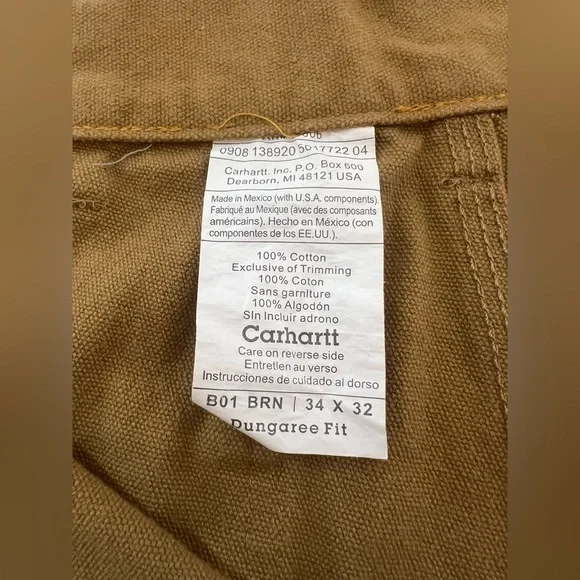 0908 138920 5017722 04
Carhartt. Inc. P.O. Box 600
Dearborn, MI 48121 USA
Made in Mexico (with U.S.A. components)
Fabriqué au Mexique (avec des composants
américains). Hecho en México (con
componentes de los EE.UU.).
100% Cotton
Exclusive of Trimming
100% Coton
Sans garniture
100% Algodón
Sin Incluir adrono
Carhartt
Care on reverse side
Entretien au verso
Instrucciones de cuidado al dorso
B01 BRN | 34 X 32
Dungaree Fit